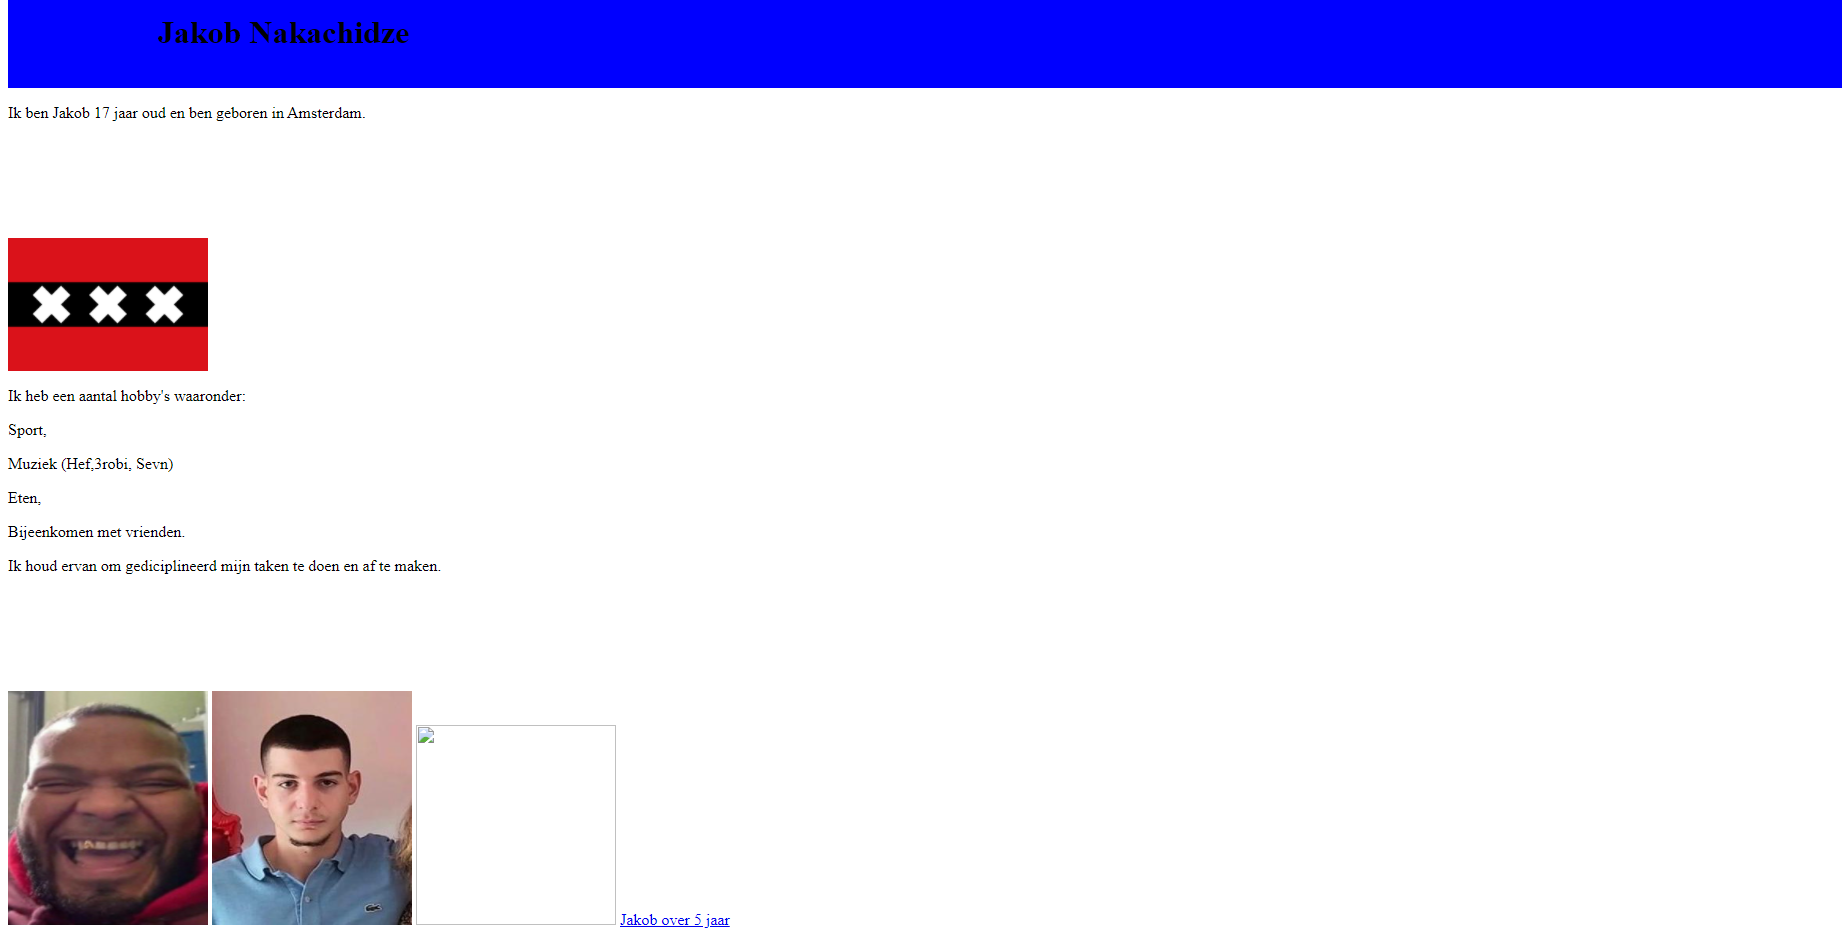 Jakob Nakachidze
Ik ben Jakob 17 jaar oud en ben geboren in Amsterdam.
Ik heb een aantal hobby's waaronder:
Sport,
Muziek (Hef,3robi, Sevn)
Eten,
Bijeenkomen met vrienden.
Ik houd ervan om gediciplineerd mijn taken te doen en af te maken.
Jakob over 5 jaar